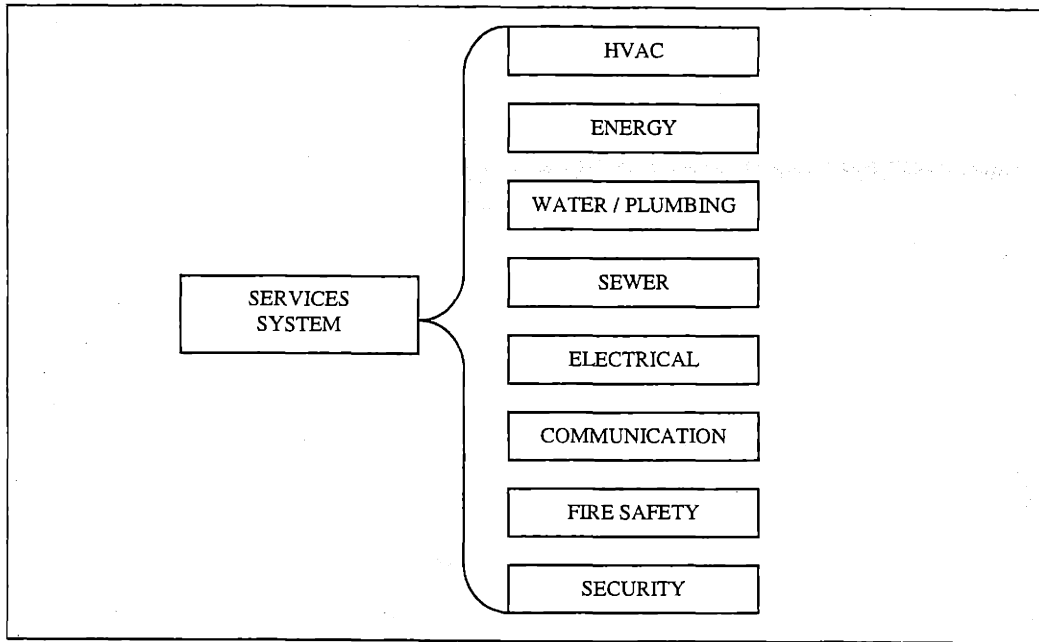 HVAC
ENERGY
WATER / PLUMBING
SEWER
SERVICES
SYSTEM
ELECTRICAL
COMMUNICATION
FIRE SAFETY
SECURITY